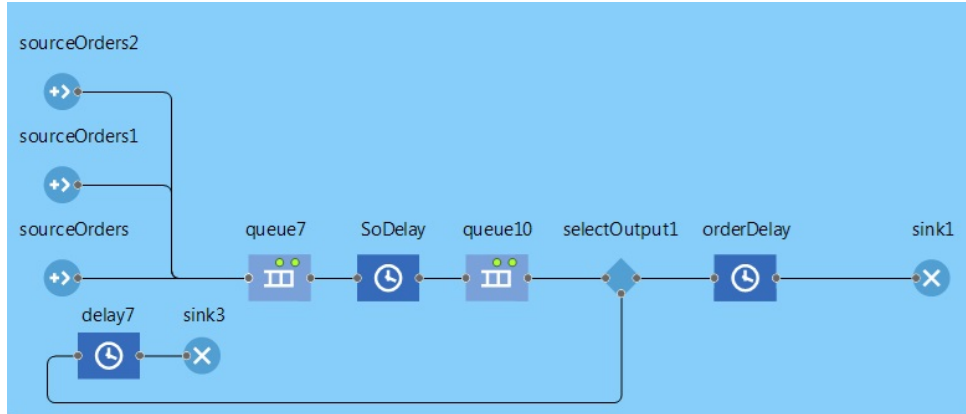 sourceOrders2
sourceOrders1
sourceOrders
queue7
SoDelay
queue10
selectOutput1
orderDelay
sink1
delay7
sink3